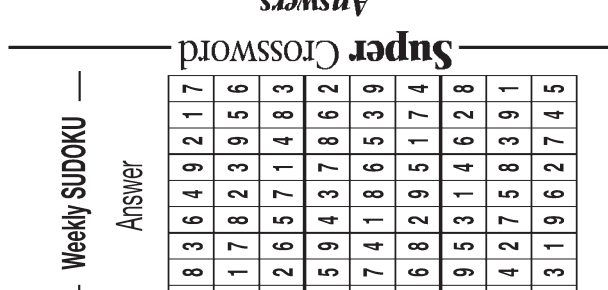 Weekly SUDOKU
Answer
8 3 6 4 9 2 1 7
1 7 8 2 3 9 5 6
2 6 5 7 1 4 8 3
5 9 4 3 7 8 6 2
7 4 1 8 6 5 3 9
6 8 2 9 5 1 7 4
9 5 3 1 4 6 2 8
4 2 7 5 8 3 9 1
3 1 9 6 2 7 4 5
Super Crossword
Answers